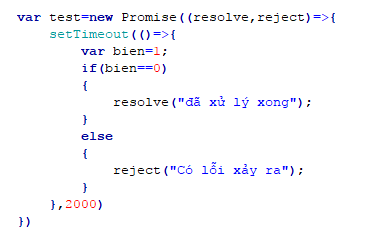 var test=new Promise((resolve,reject)=>{
    setTimeout(()=>{
        var bien=1;
        if(bien==0)
        {
            resolve("đã xử lý xong");
        }
        else
        {
            reject("Có lỗi xảy ra");
        }
    },2000)
})